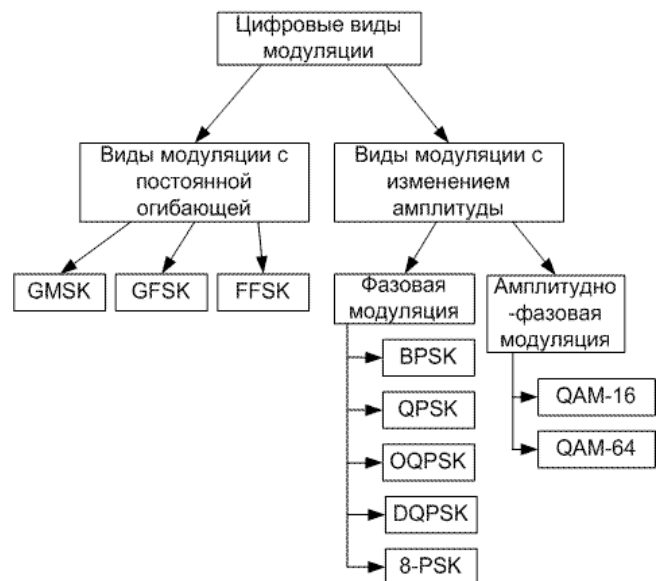 Цифровые виды
модуляции
Виды модуляции с
постоянной
огибающей
Виды модуляции с
изменением
амплитуды
GMSK
GFSK
FFSK
Фазовая
модуляция
Амплитудно
-фазовая
модуляция
BPSK
QPSK
OQPSK
DQPSK
8-PSK
QAM-16
QAM-64